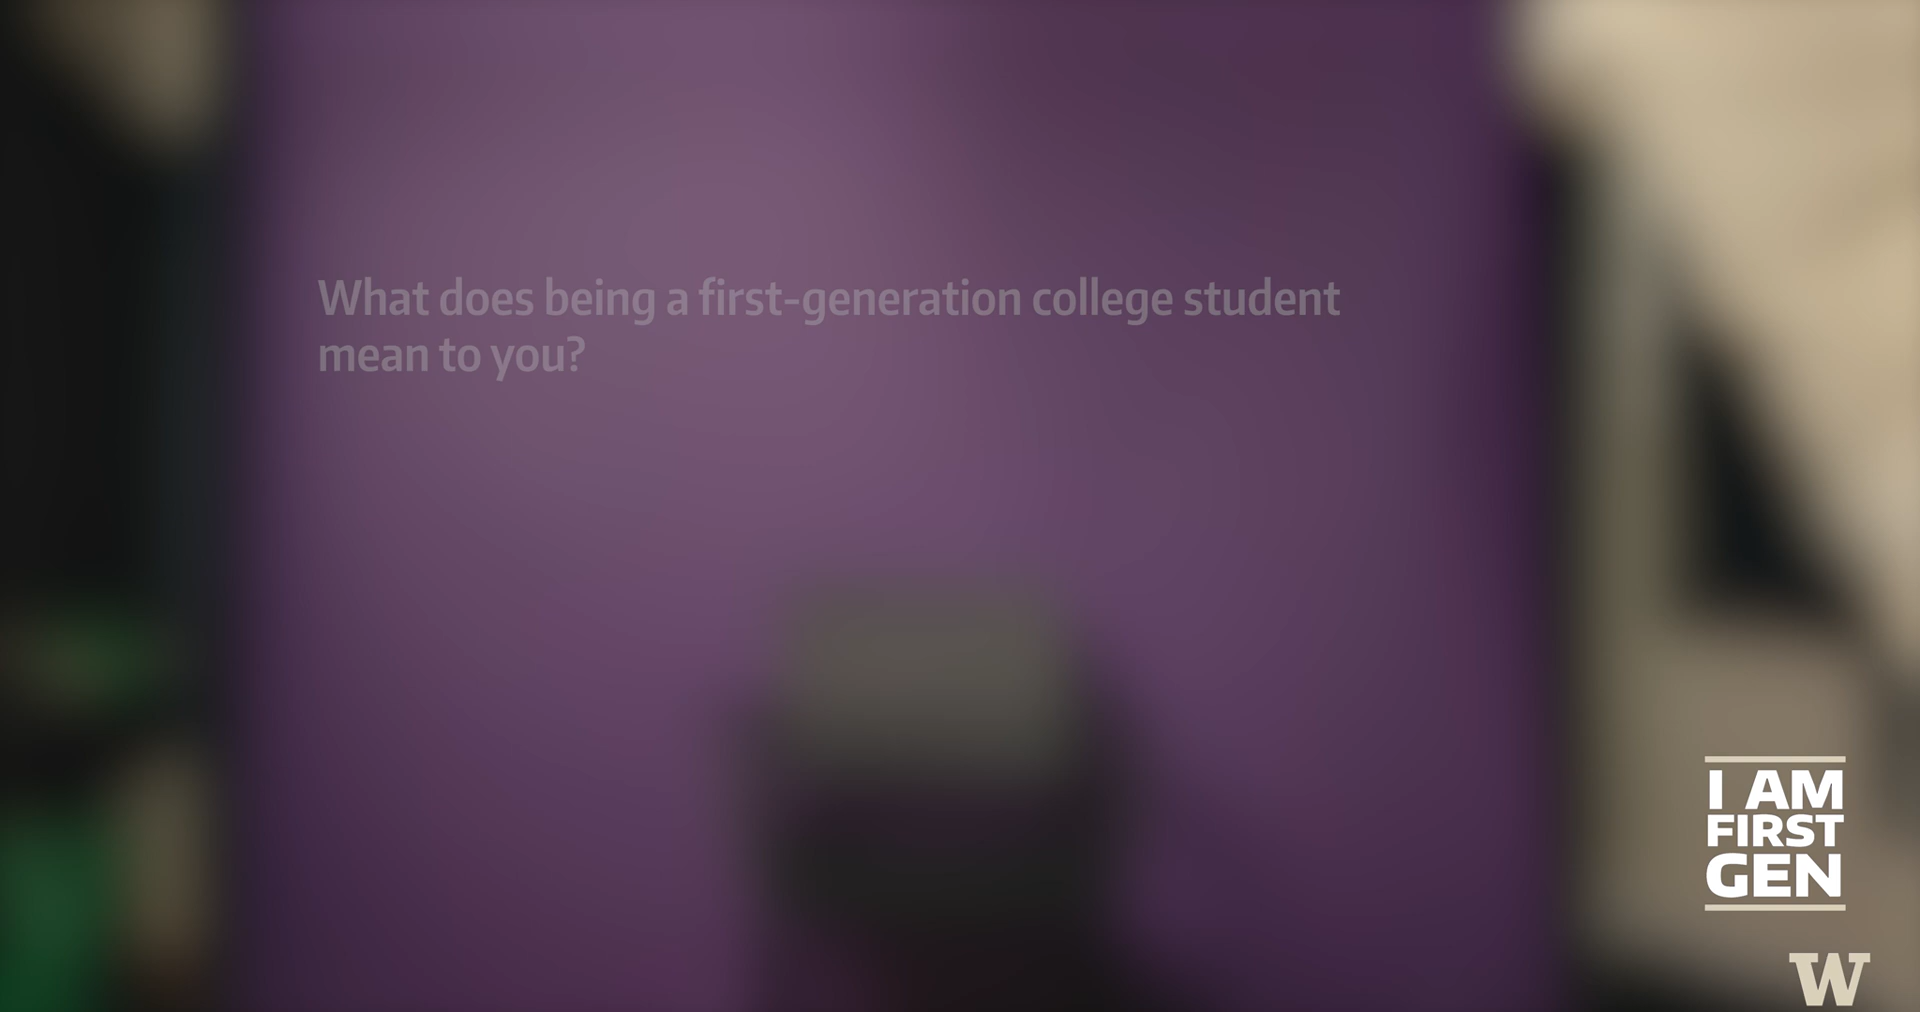 What does being a first-generation college student
mean to you?
I AM
FIRST
GEN
W